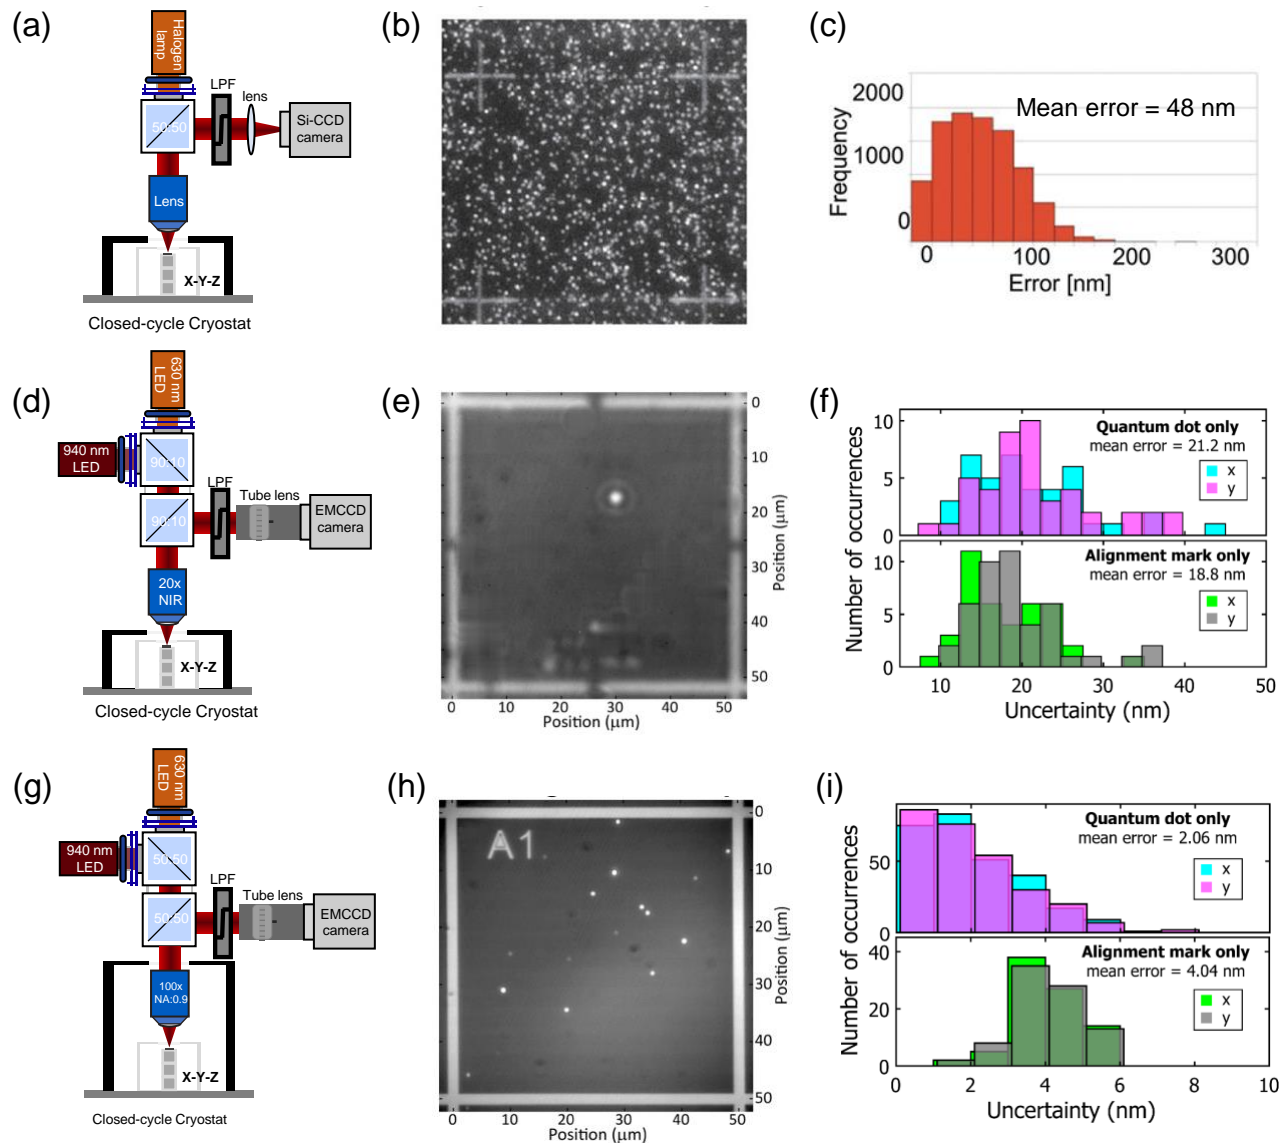 (a)
Halogen
lamp
50:50
LPF
lens
Si-CCD
camera
Lens
X-Y-Z
Closed-cycle Cryostat
(b)
(c)
Mean error = 48 nm
Frequency
2000
1000
0
0 100 200 300
Error [nm]
(d)
630 nm
LED
940 nm
LED
90:10
90:10
LPF
Tube lens
EMCCD
camera
20x
NIR
X-Y-Z
Closed-cycle Cryostat
(e)
0
10
20
30
40
50
Position (μm)
0 10 20 30 40 50
Position (μm)
(f)
Quantum dot only
mean error = 21.2 nm
x
y
10
5
0
Alignment mark only
mean error = 18.8 nm
x
y
10
5
0
Number of occurrences
10 20 30 40 50
Uncertainty (nm)
(g)
630 nm
LED
940 nm
LED
50:50
50:50
LPF
Tube lens
EMCCD
camera
100x
NA:0.9
X-Y-Z
Closed-cycle Cryostat
(h)
A1
0
10
20
30
40
50
Position (μm)
0 10 20 30 40 50
Position (μm)
(i)
Quantum dot only
mean error = 2.06 nm
x
y
50
0
Alignment mark only
mean error = 4.04 nm
x
y
40
20
0
Number of occurrences
0 2 4 6 8 10
Uncertainty (nm)